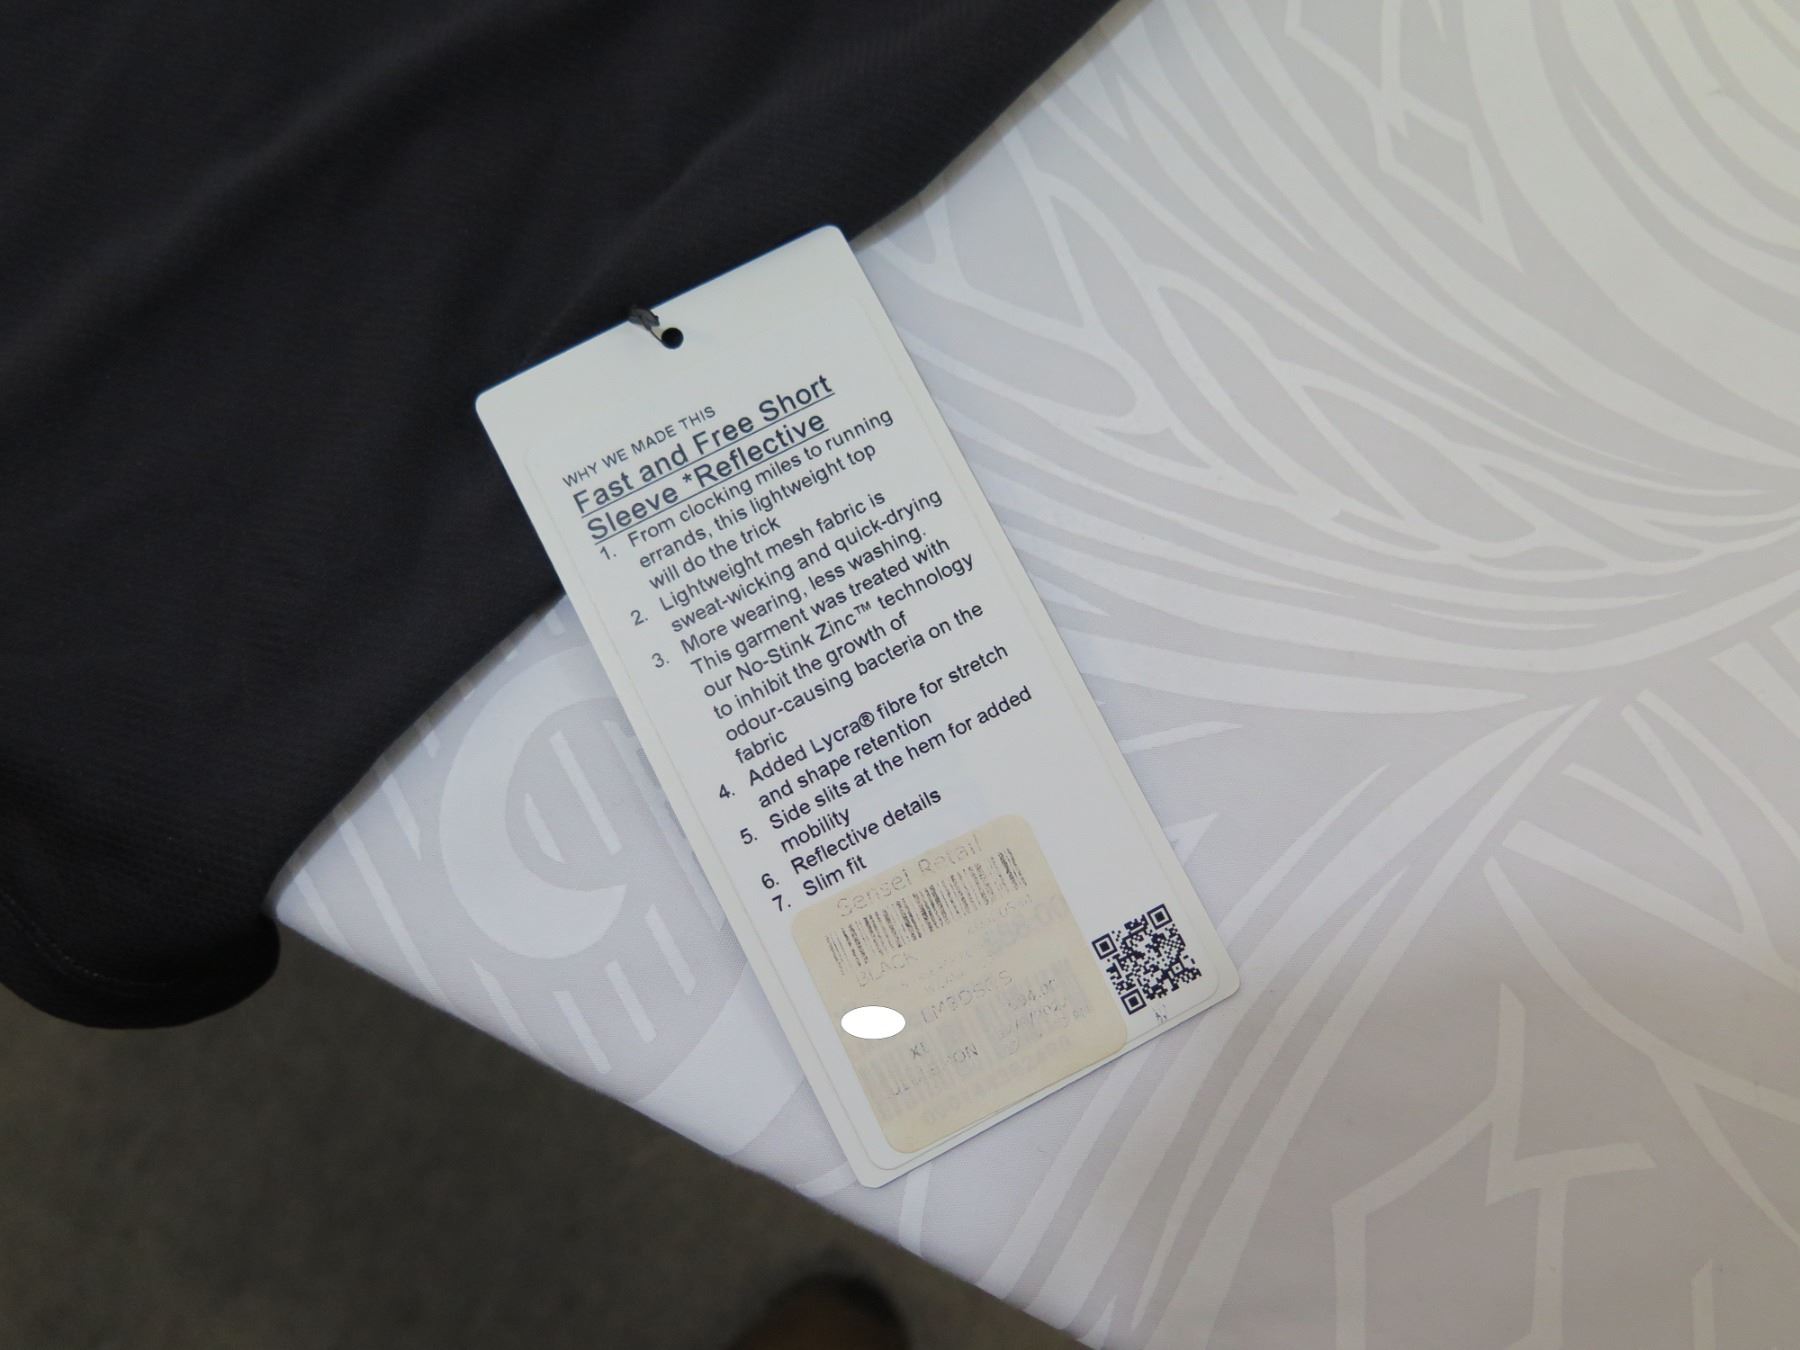 WHY WE MADE THIS
Fast and Free Short
Sleeve *Reflective
1. From clocking miles to running
errands, this lightweight top
will do the trick
2. Lightweight mesh fabric is
sweat-wicking and quick-drying
3. More wearing, less washing.
This garment was treated with
our No-Stink Zinc™ technology
to inhibit the growth of
odour-causing bacteria on the
fabric
4. Added Lycra® fibre for stretch
and shape retention
5. Side slits at the hem for added
mobility
6. Reflective details
7. Slim fit
Retail
BLACK